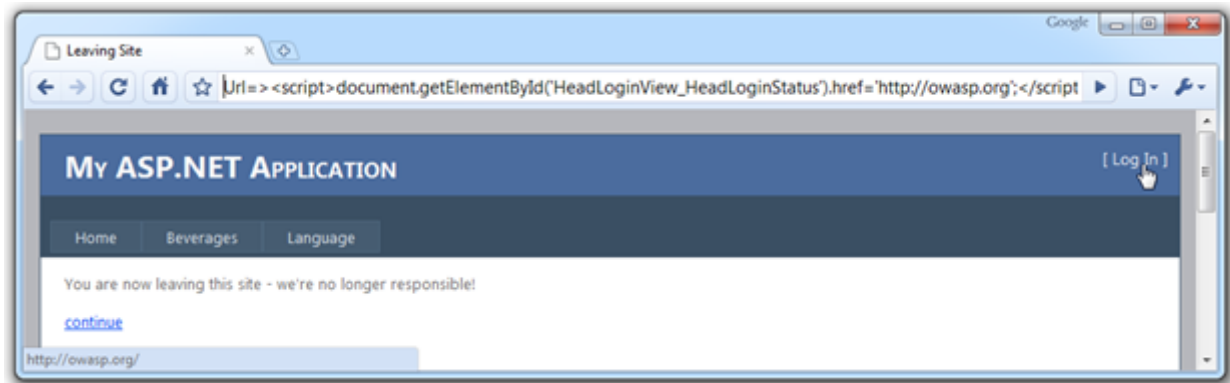 Google
Leaving Site
Url=><script>document.getElementById('HeadLoginView_HeadLoginStatus').href='http://owasp.org';</script
MY ASP.NET APPLICATION
[ Log In ]
Home Beverages Language
You are now leaving this site - we're no longer responsible!
continue
http://owasp.org/